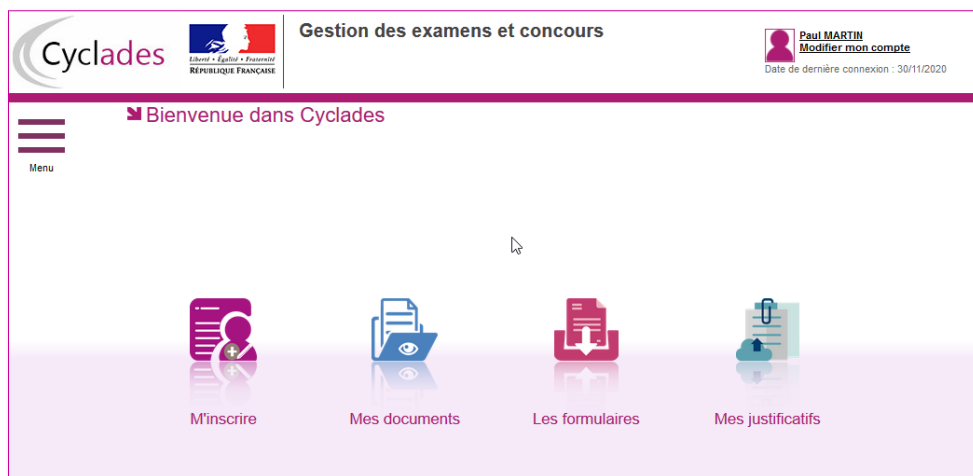 Cyclades
Liberté • Égalité • Fraternité
RÉPUBLIQUE FRANÇAISE
Gestion des examens et concours
Paul MARTIN
Modifier mon compte
Date de dernière connexion : 30/11/2020
Menu
Bienvenue dans Cyclades
M'inscrire
Mes documents
Les formulaires
Mes justificatifs